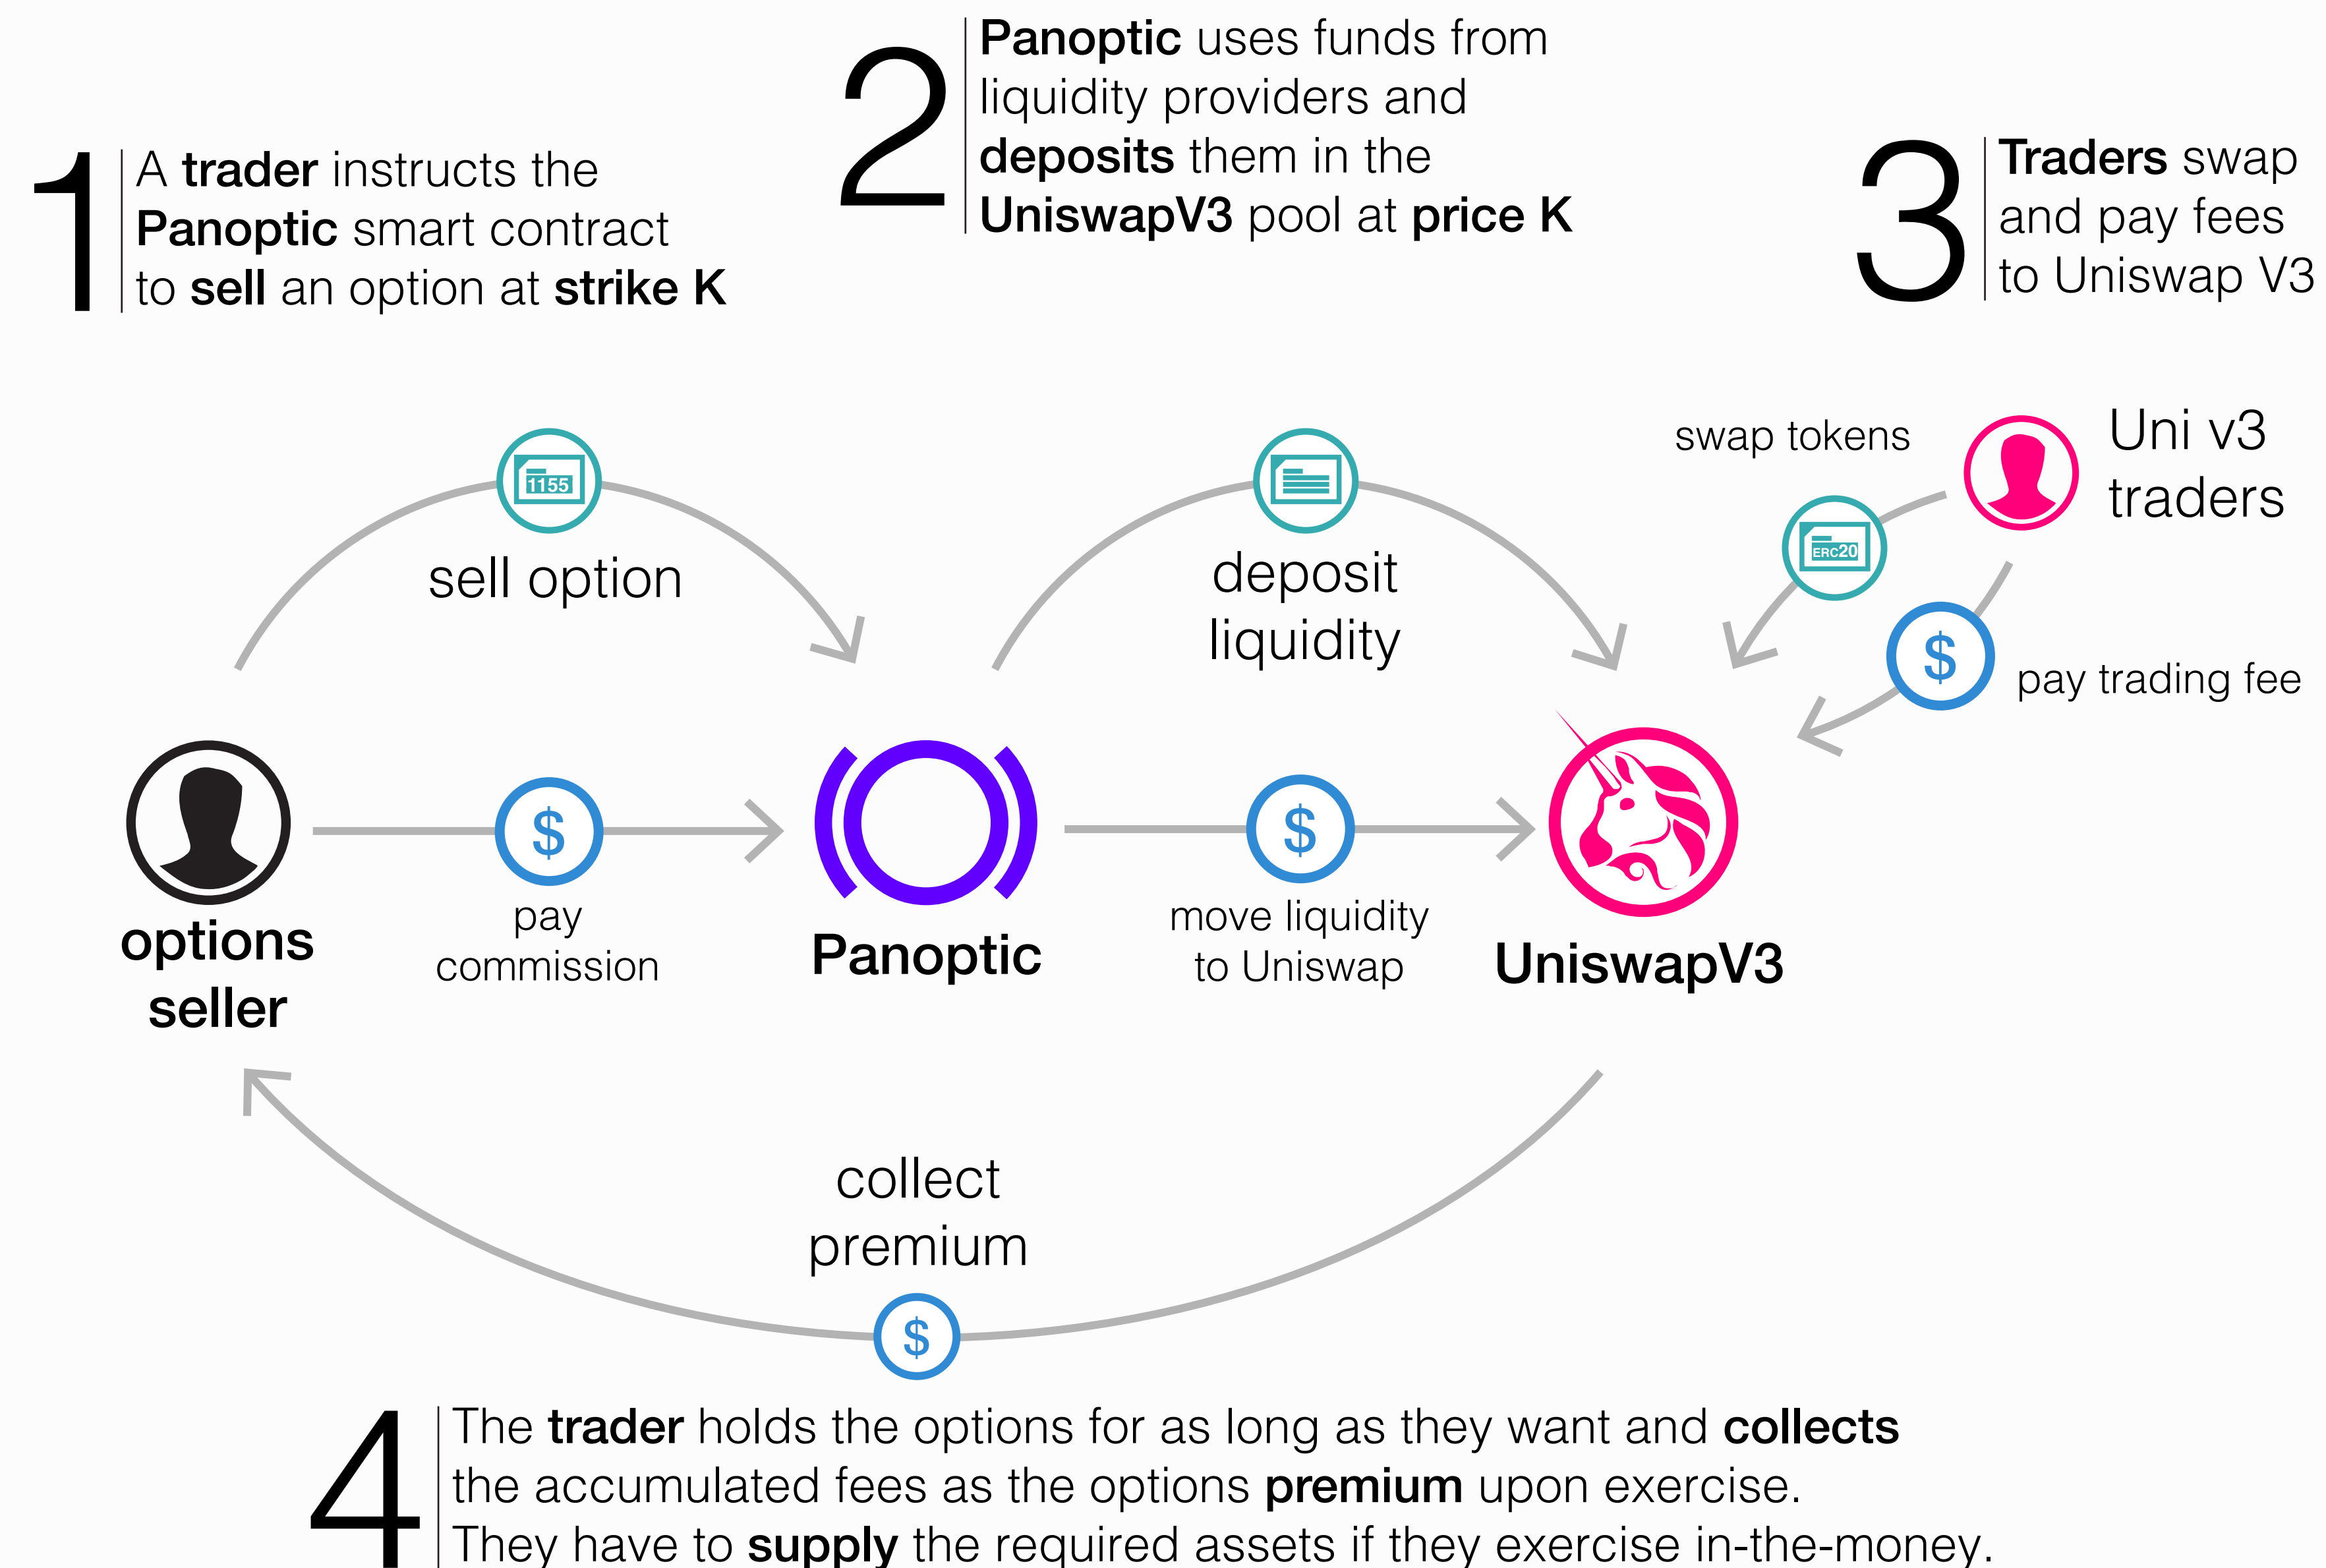 1
A trader instructs the
Panoptic smart contract
to sell an option at strike K
2
Panoptic uses funds from
liquidity providers and
deposits them in the
UniswapV3 pool at price K
3
Traders swap
and pay fees
to Uniswap V3
1155
sell option
deposit
liquidity
swap tokens
Uni v3
traders
ERC20
$
pay trading fee
options
seller
$
pay
commission
Panoptic
$
move liquidity
to Uniswap
UniswapV3
collect
premium
$
4
The trader holds the options for as long as they want and collects
the accumulated fees as the options premium upon exercise.
They have to supply the required assets if they exercise in-the-money.